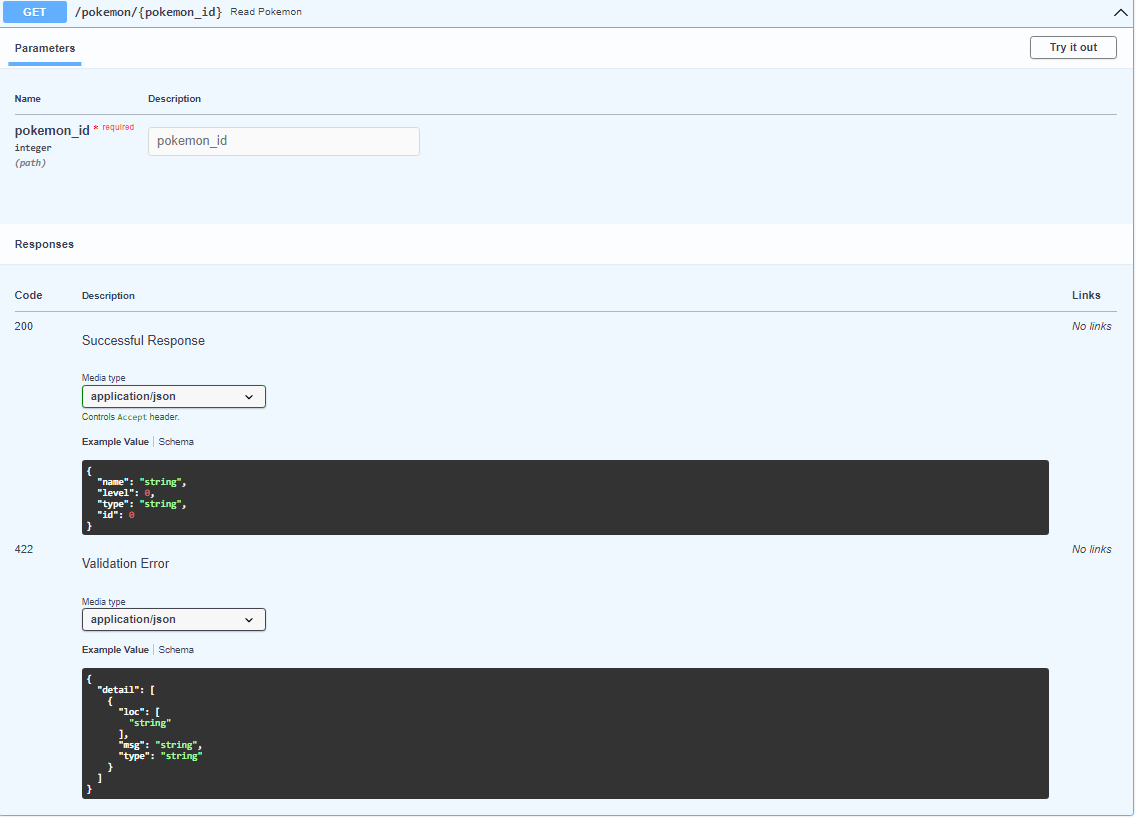 GET /pokemon/{pokemon_id} Read Pokemon
Parameters
Try it out
Name Description
pokemon_id * required
integer
(path)
pokemon_id
Responses
Code Description Links
200 No links
Successful Response
Media type
application/json
Controls Accept header.
Example Value Schema
{
  "name": "string",
  "level": 0,
  "type": "string",
  "id": 0
}
422 No links
Validation Error
Media type
application/json
Example Value Schema
{
  "detail": [
    {
      "loc": [
        "string"
      ],
      "msg": "string",
      "type": "string"
    }
  ]
}